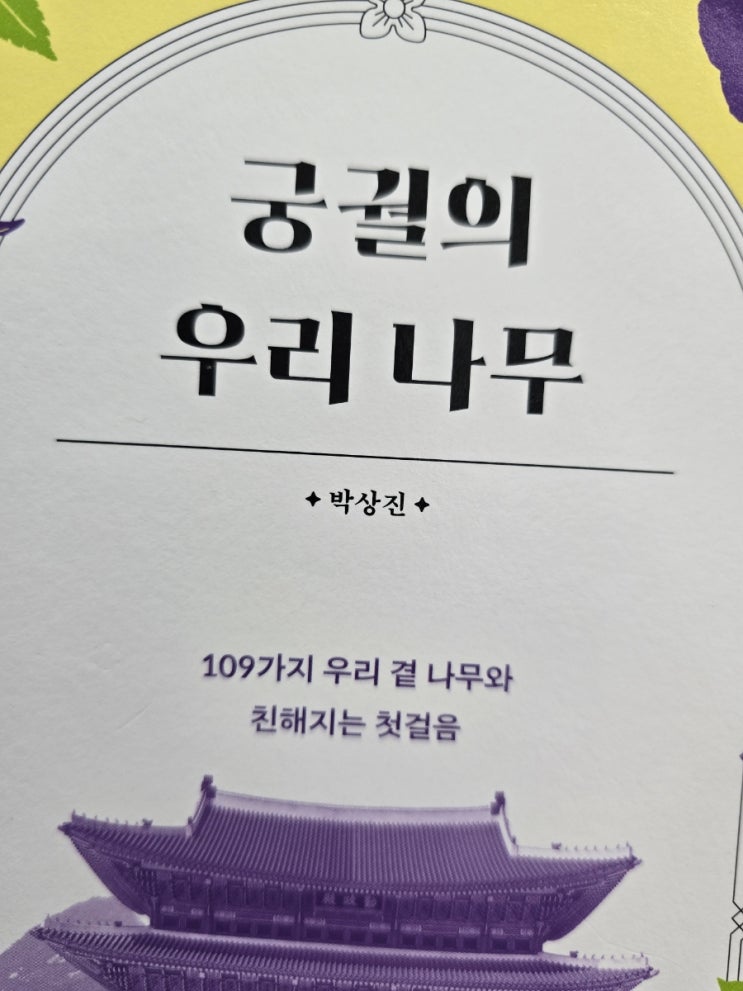 궁궐의
우리 나무
✦ 박상진 ✦
109가지 우리 곁 나무와
친해지는 첫걸음